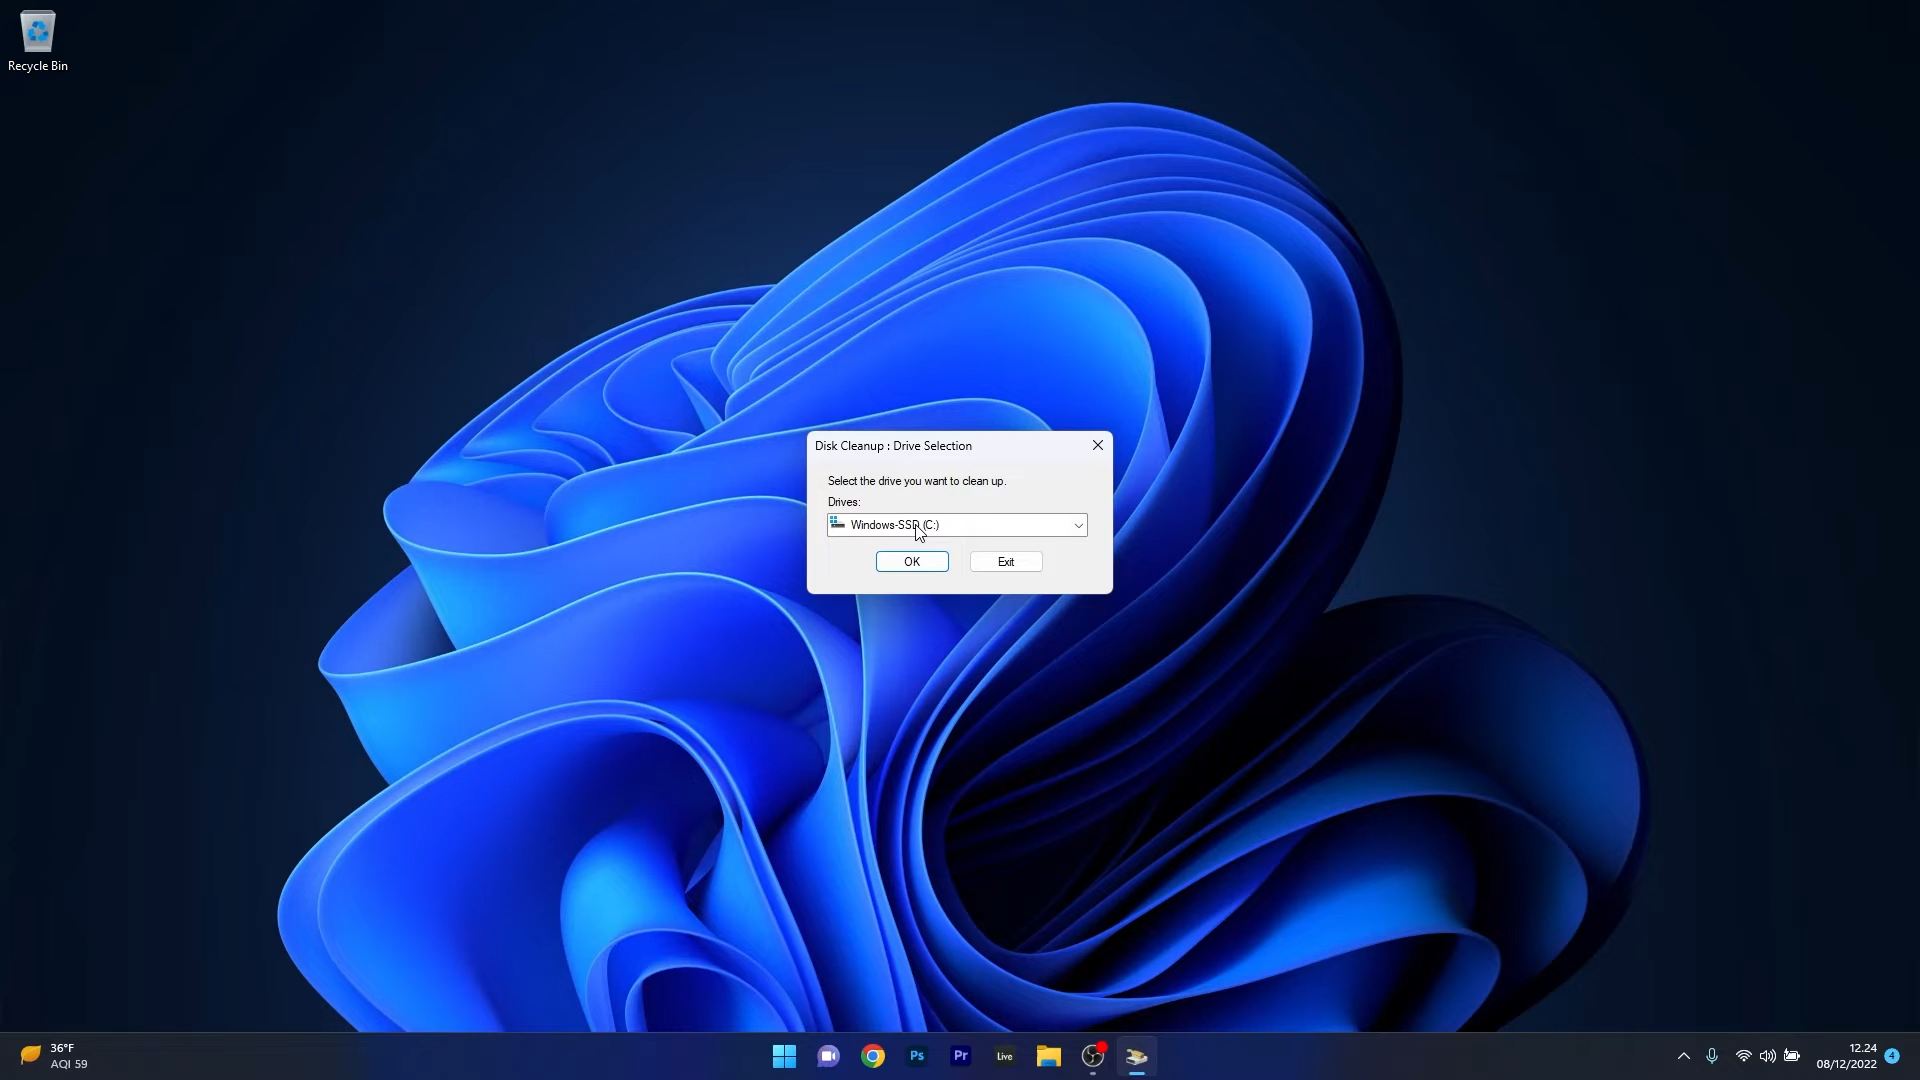 Recycle Bin
Disk Cleanup : Drive Selection
Select the drive you want to clean up.
Drives:
Windows-SSD (C:)
OK
Exit
36°F
AQI 59
Ps
Pr
Live
12.24
08/12/2022
4